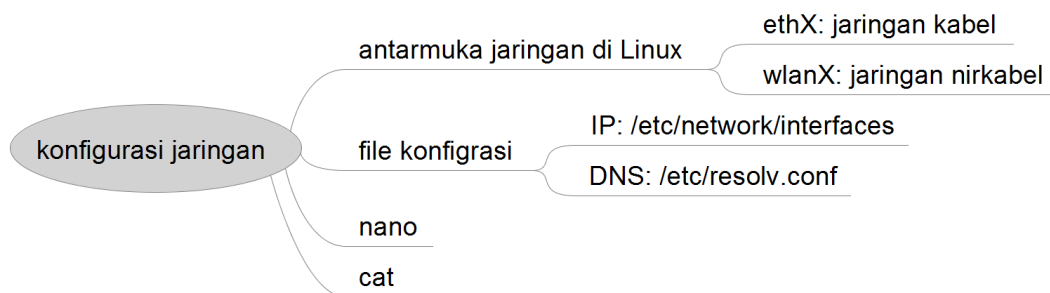 konfigurasi jaringan
antarmuka jaringan di Linux
ethX: jaringan kabel
wlanX: jaringan nirkabel
file konfigrasi
IP: /etc/network/interfaces
DNS: /etc/resolv.conf
nano
cat